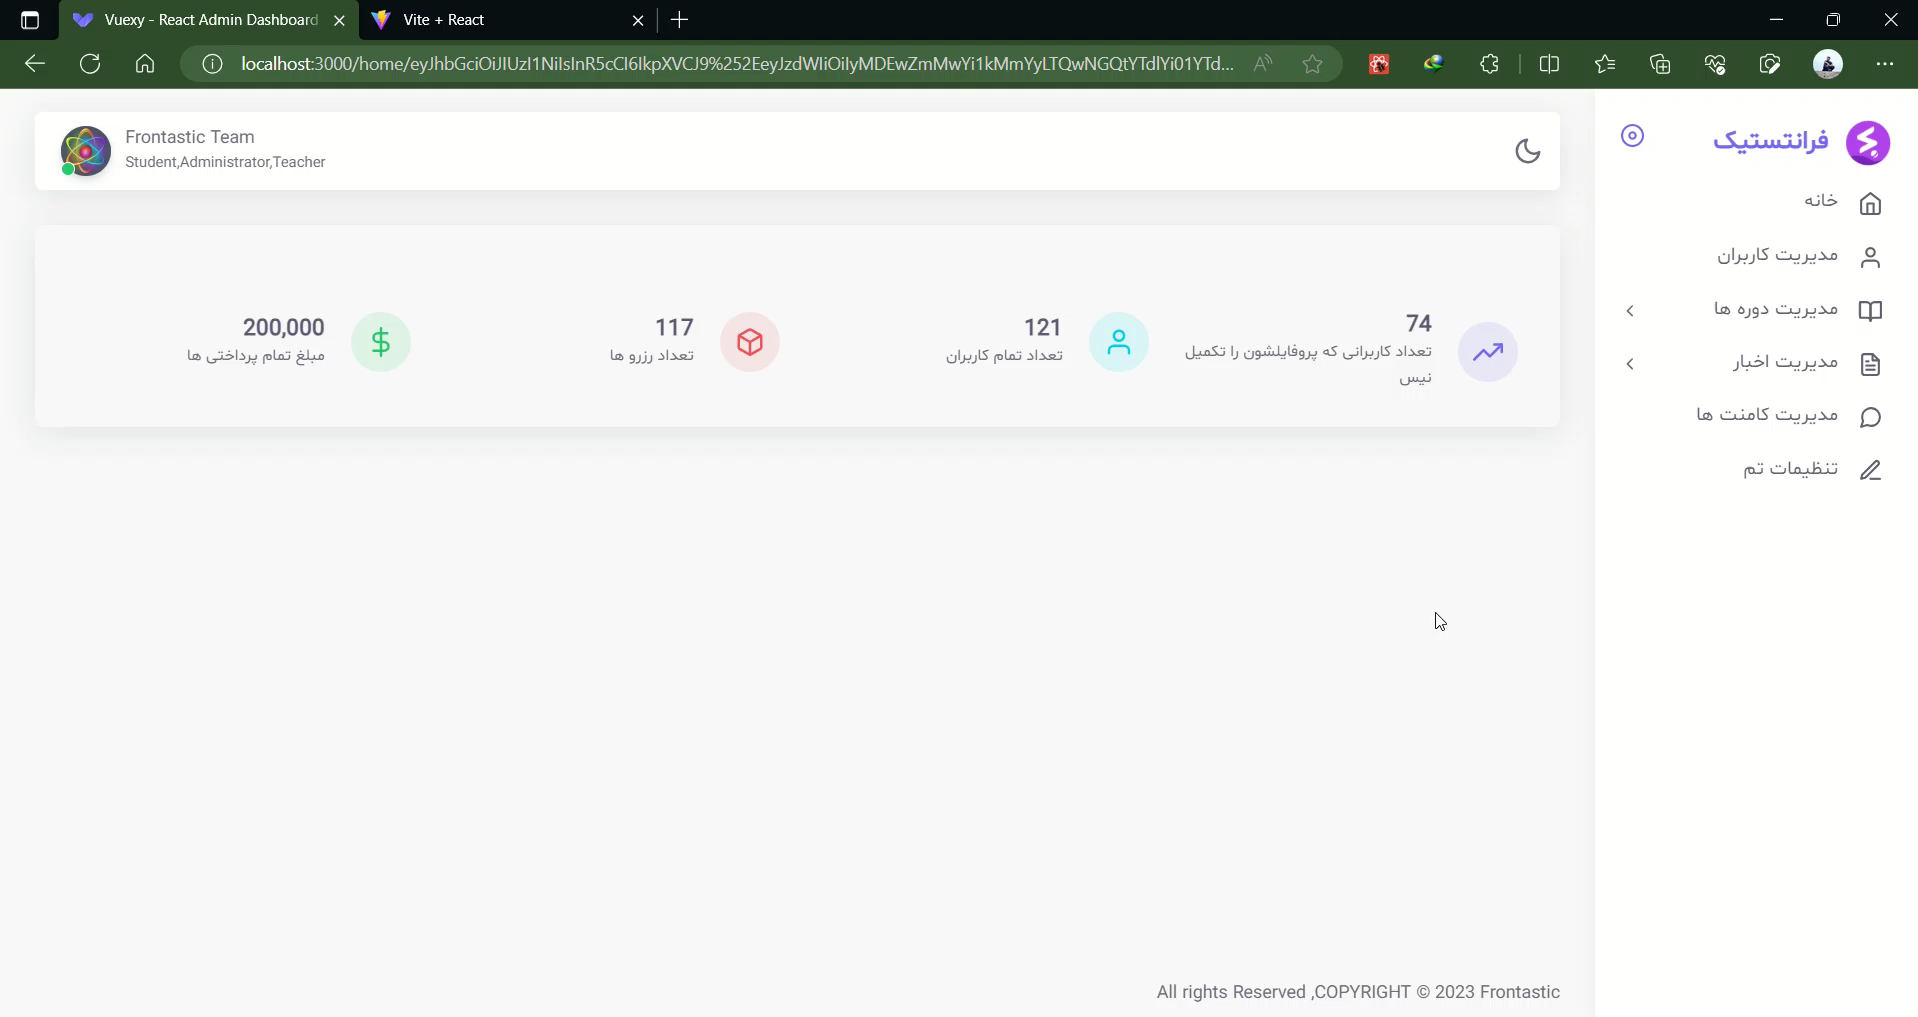 Vuexy - React Admin Dashboard
Vite + React
localhost:3000/home/eyJhbGciOiJIUzI1NiIsInR5cCI6IkpXVCJ9%252EeyJzdWIiOiIyMDEwZmMwYi1kMmYyLTQwNGQtYTdlYi01YTd...
فرانتستیک
خانه
مدیریت کاربران
مدیریت دوره ها
مدیریت اخبار
مدیریت کامنت ها
تنظیمات تم
Frontastic Team
Student,Administrator,Teacher
74
تعداد کاربرانی که پروفایلشون را تکمیل
نیس
121
تعداد تمام کاربران
117
تعداد رزرو ها
200,000
مبلغ تمام پرداختی ها
All rights Reserved ,COPYRIGHT © 2023 Frontastic